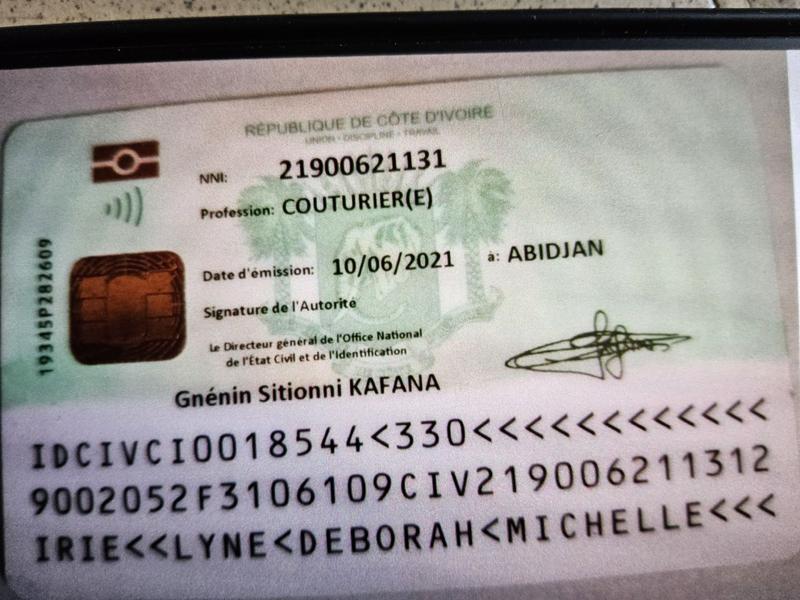 RÉPUBLIQUE DE CÔTE D'IVOIRE
UNION - DISCIPLINE - TRAVAIL
NNI: 21900621131
Profession: COUTURIER(E)
Date d'émission: 10/06/2021 à: ABIDJAN
Signature de l'Autorité
Le Directeur général de l'Office National
de l'État Civil et de l'Identification
Gnénin Sitionni KAFANA
19345P282609
IDCIVCI0018544<330<<<<<<<<<<<<
9002052F3106109CIV219006211312
IRIE<<LYNE<DEBORAH<MICHELLE<<<